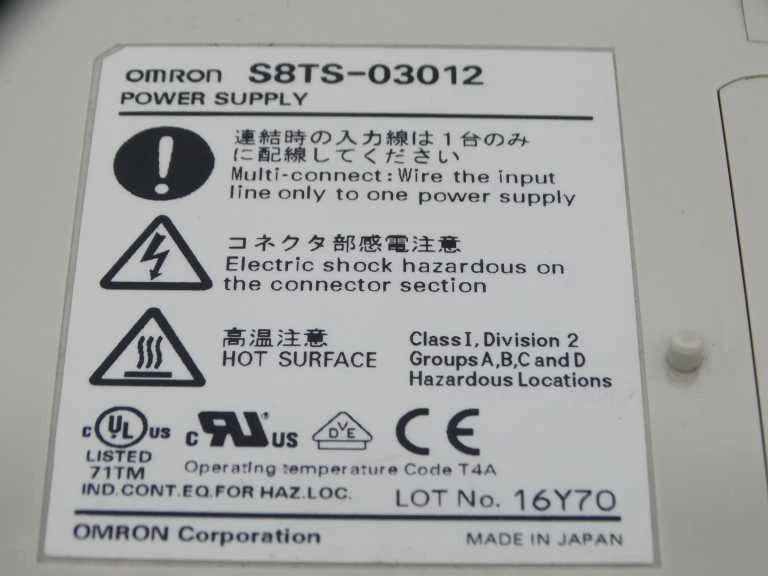 OMRON S8TS-03012
POWER SUPPLY
連結時の入力線は1台のみ
に配線してください
Multi-connect: Wire the input
line only to one power supply
コネクタ部感電注意
Electric shock hazardous on
the connector section
高温注意
HOT SURFACE
Class I, Division 2
Groups A,B,C and D
Hazardous Locations
c UL us
LISTED
71TM
c RU us
DVE
CE
Operating temperature Code T4A
IND.CONT.EQ.FOR HAZ.LOC.
LOT No. 16Y70
OMRON Corporation
MADE IN JAPAN